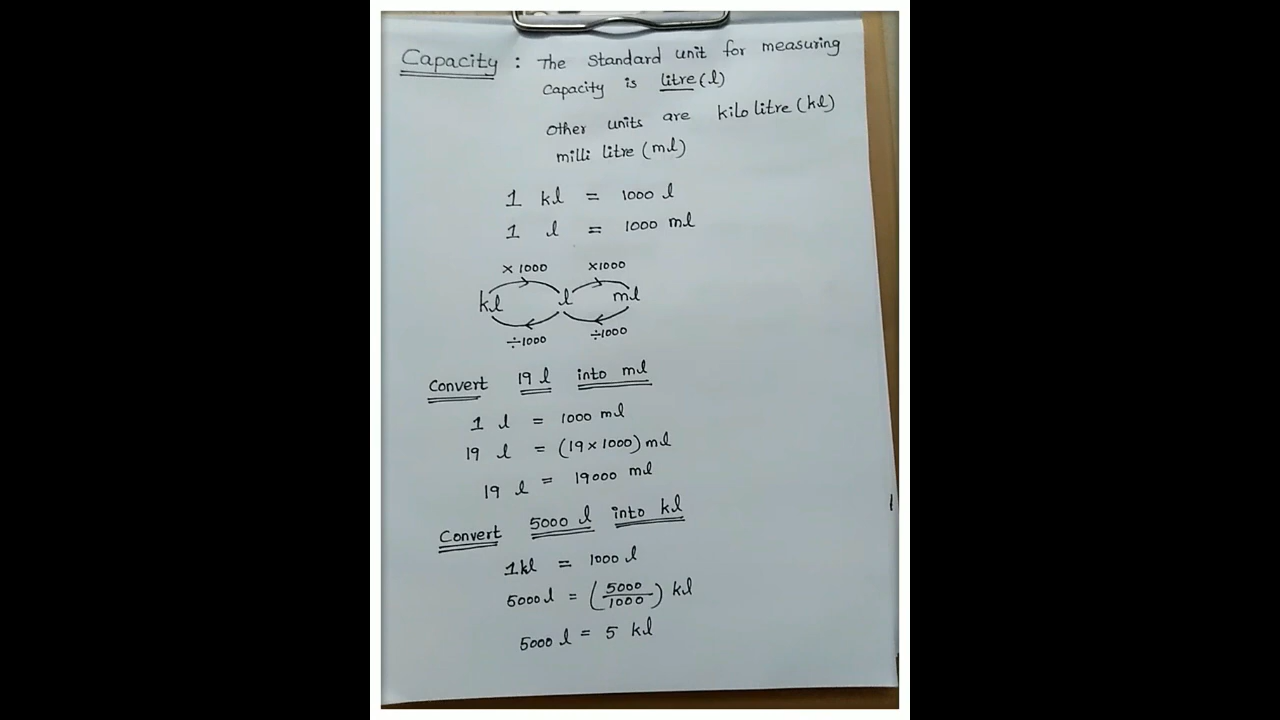 Capacity : The Standard unit for measuring
Capacity is litre (l)
Other units are kilo litre (kl)
milli litre (ml)
1 kl = 1000 l
1 l = 1000 ml
× 1000 ×1000
kl l ml
÷1000 ÷1000
Convert 19 l into ml
1 l = 1000 ml
19 l = (19 × 1000) ml
19 l = 19000 ml
Convert 5000 l into kl
1kl = 1000 l
5000 l = (5000/1000) kl
5000 l = 5 kl